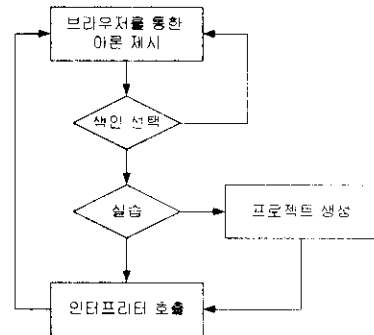 브라우저를 통한
이론 제시
색인 선택
실습
프로젝트 생성
인터프리터 호출